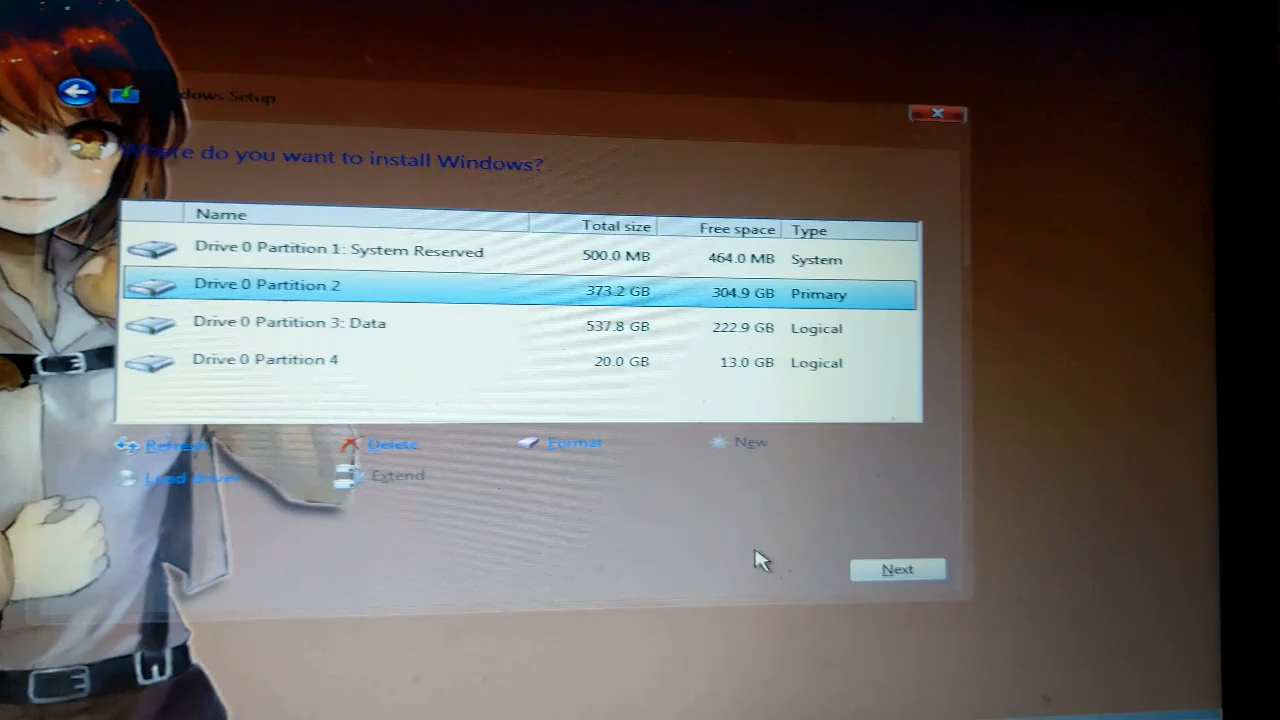 dows Setup
Where do you want to install Windows?
Name Total size Free space Type
Drive 0 Partition 1: System Reserved 500.0 MB 464.0 MB System
Drive 0 Partition 2 373.2 GB 304.9 GB Primary
Drive 0 Partition 3: Data 537.8 GB 222.9 GB Logical
Drive 0 Partition 4 20.0 GB 13.0 GB Logical
Refresh Delete Format New
Load driver Extend
Next